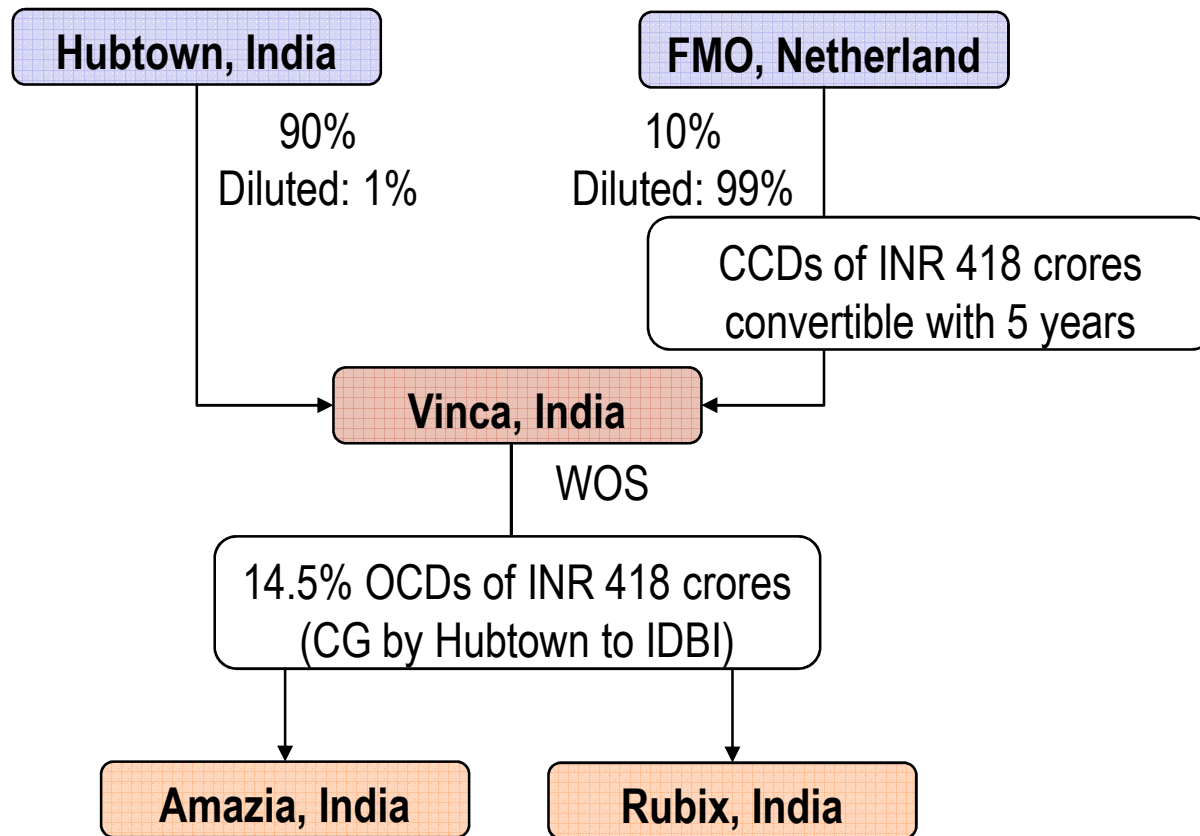 Hubtown, India
FMO, Netherland
90%
Diluted: 1%
10%
Diluted: 99%
CCDs of INR 418 crores
convertible with 5 years
Vinca, India
WOS
14.5% OCDs of INR 418 crores
(CG by Hubtown to IDBI)
Amazia, India
Rubix, India